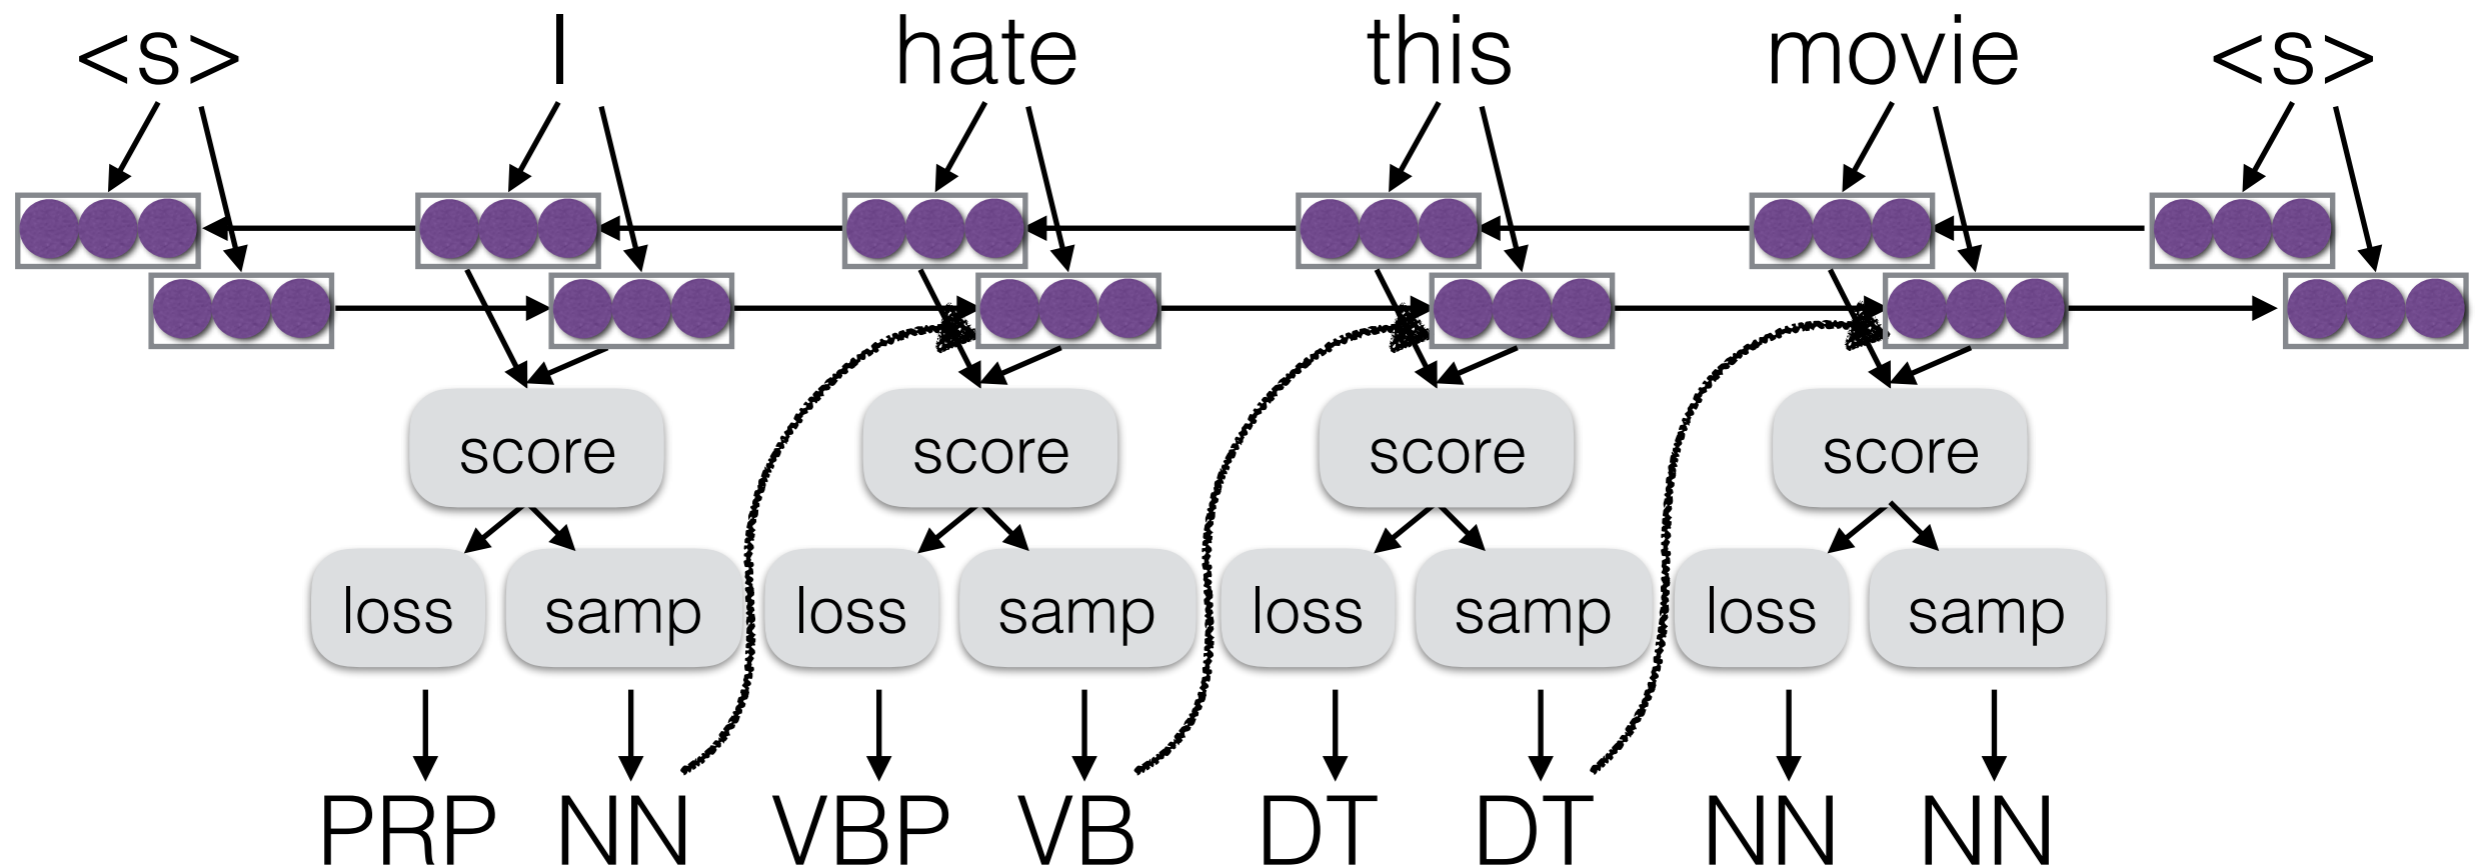 <s> I hate this movie <s>
score score score score
loss samp loss samp loss samp loss samp
PRP NN VBP VB DT DT NN NN